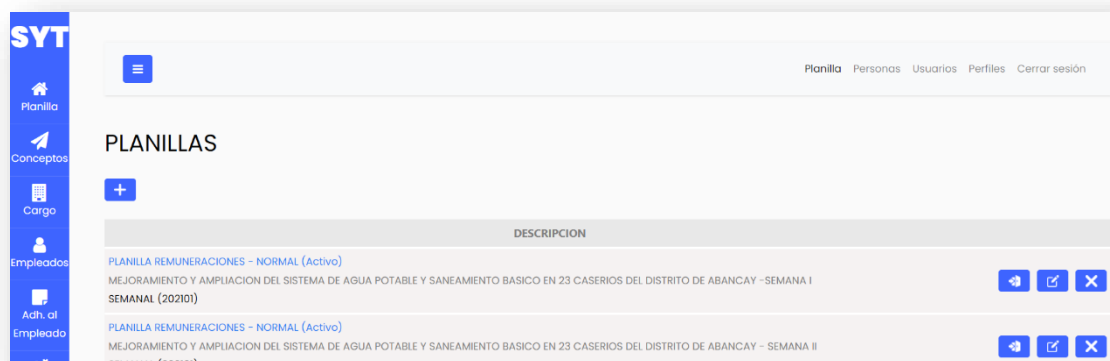 SYT
Planilla
Conceptos
Cargo
Empleados
Adh. al
Empleado
Planilla Personas Usuarios Perfiles Cerrar sesión
PLANILLAS
DESCRIPCION
PLANILLA REMUNERACIONES - NORMAL (Activo)
MEJORAMIENTO Y AMPLIACION DEL SISTEMA DE AGUA POTABLE Y SANEAMIENTO BASICO EN 23 CASERIOS DEL DISTRITO DE ABANCAY -SEMANA I
SEMANAL (202101)
PLANILLA REMUNERACIONES - NORMAL (Activo)
MEJORAMIENTO Y AMPLIACION DEL SISTEMA DE AGUA POTABLE Y SANEAMIENTO BASICO EN 23 CASERIOS DEL DISTRITO DE ABANCAY - SEMANA II